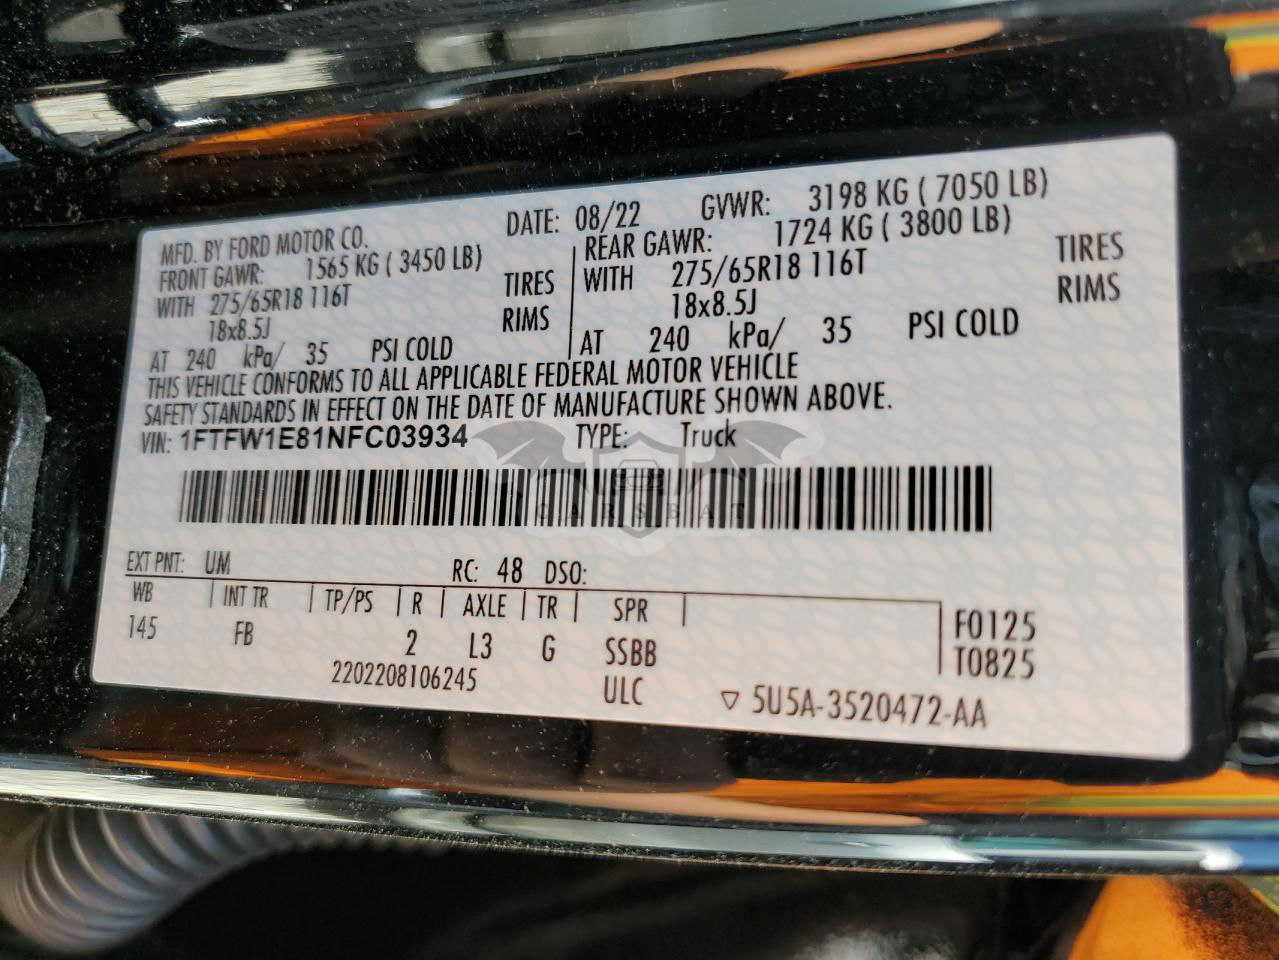 MFD. BY FORD MOTOR CO. DATE: 08/22 GVWR: 3198 KG ( 7050 LB)
FRONT GAWR: 1565 KG ( 3450 LB) REAR GAWR: 1724 KG ( 3800 LB)
WITH 275/65R18 116T TIRES WITH 275/65R18 116T TIRES
18x8.5J RIMS 18x8.5J RIMS
AT 240 kPa/ 35 PSI COLD AT 240 kPa/ 35 PSI COLD
THIS VEHICLE CONFORMS TO ALL APPLICABLE FEDERAL MOTOR VEHICLE
SAFETY STANDARDS IN EFFECT ON THE DATE OF MANUFACTURE SHOWN ABOVE.
VIN: 1FTFW1E81NFC03934 TYPE: Truck
CARSBAT
EXT PNT: UM RC: 48 DSO:
WB INT TR TP/PS R AXLE TR SPR F0125
145 FB 2 L3 G SSBB T0825
2202208106245 ULC ▽ 5U5A-3520472-AA